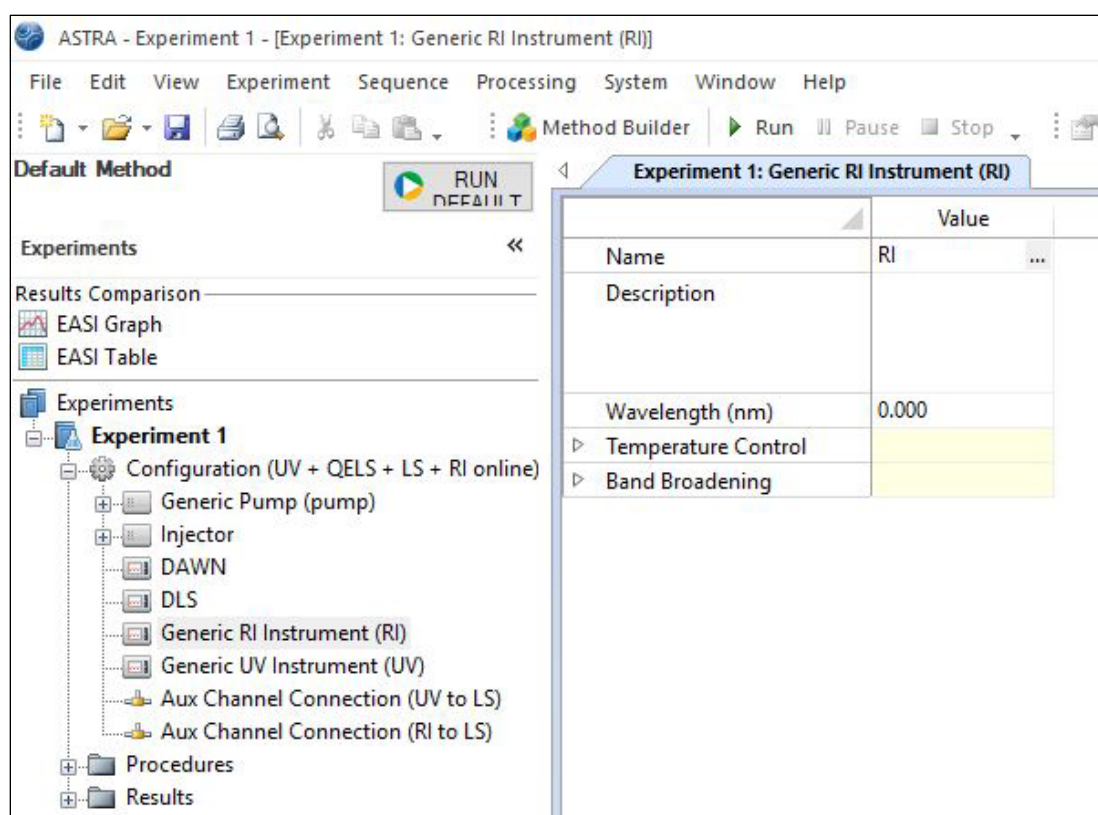 ASTRA - Experiment 1 - [Experiment 1: Generic RI Instrument (RI)]
File Edit View Experiment Sequence Processing System Window Help
Method Builder Run Pause Stop
Default Method
RUN
DEFAULT
Experiment 1: Generic RI Instrument (RI)
Value
Experiments
Name RI ...
Results Comparison
Description
EASI Graph
EASI Table
Experiments
Wavelength (nm) 0.000
Experiment 1
Temperature Control
Configuration (UV + QELS + LS + RI online)
Band Broadening
Generic Pump (pump)
Injector
DAWN
DLS
Generic RI Instrument (RI)
Generic UV Instrument (UV)
Aux Channel Connection (UV to LS)
Aux Channel Connection (RI to LS)
Procedures
Results